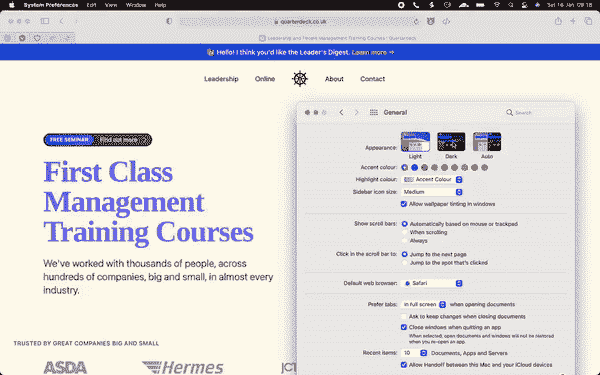 System Preferences Edit View Window Help
Sat 16 Jan
quarterdeck.co.uk
Leadership and Management Training Courses - Quarterdeck
Hello! I think you'd like the Leader's Digest. Learn more →
Leadership Online About Contact
FREE SEMINAR Find out more
First Class
Management
Training Courses
We've worked with thousands of people, across
hundreds of companies, big and small, in almost every
industry.
TRUSTED BY GREAT COMPANIES BIG AND SMALL
ASDA Hermes JCT
General
Search
Appearance:
Light Dark Auto
Accent colour:
Highlight colour: Accent Colour
Sidebar icon size: Medium
Allow wallpaper tinting in windows
Show scroll bars: Automatically based on mouse or trackpad
When scrolling
Always
Click in the scroll bar to: Jump to the next page
Jump to the spot that's clicked
Default web browser: Safari
Prefer tabs: in full screen when opening documents
Ask to keep changes when closing documents
Close windows when quitting an app
When selected, open documents and windows will not be restored
when you re-open an app.
Recent items: 10 Documents, Apps and Servers
Allow Handoff between this Mac and your iCloud devices